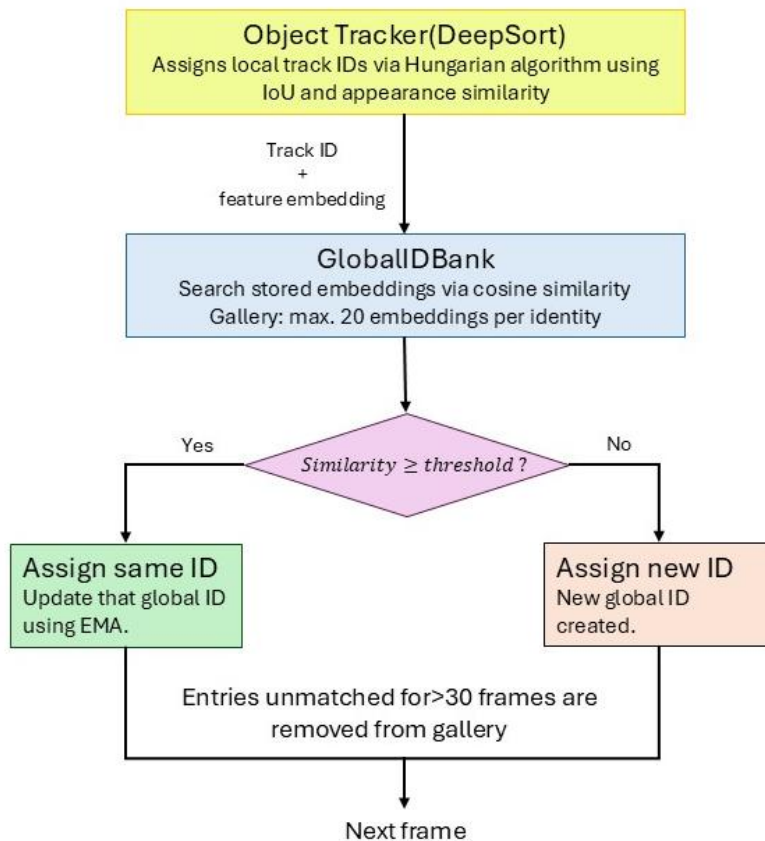 Object Tracker(DeepSort)
Assigns local track IDs via Hungarian algorithm using
IoU and appearance similarity
Track ID
+
feature embedding
GlobalIDBank
Search stored embeddings via cosine similarity
Gallery: max. 20 embeddings per identity
Yes
No
Similarity ≥ threshold ?
Assign same ID
Update that global ID
using EMA.
Assign new ID
New global ID
created.
Entries unmatched for>30 frames are
removed from gallery
Next frame